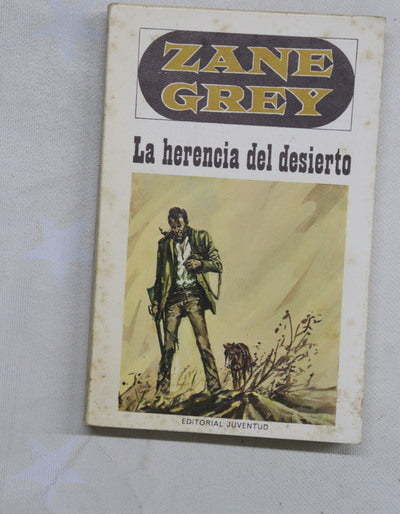 ZANE
GREY
La herencia del desierto
EDITORIAL JUVENTUD